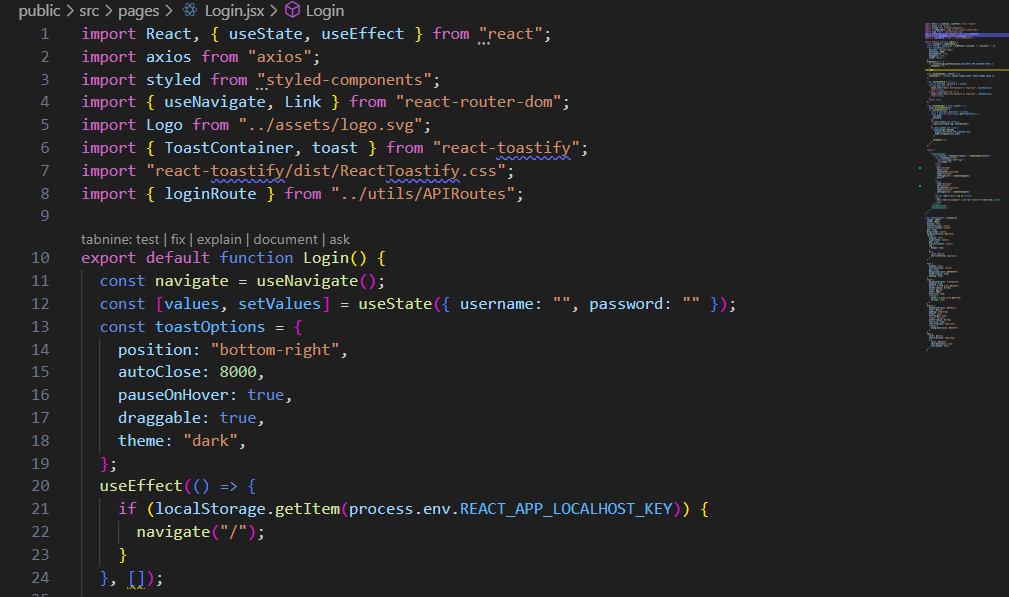 public > src > pages > Login.jsx > Login
1 import React, { useState, useEffect } from "react";
2 import axios from "axios";
3 import styled from "styled-components";
4 import { useNavigate, Link } from "react-router-dom";
5 import Logo from "../assets/logo.svg";
6 import { ToastContainer, toast } from "react-toastify";
7 import "react-toastify/dist/ReactToastify.css";
8 import { loginRoute } from "../utils/APIRoutes";
9
tabnine: test | fix | explain | document | ask
10 export default function Login() {
11   const navigate = useNavigate();
12   const [values, setValues] = useState({ username: "", password: "" });
13   const toastOptions = {
14     position: "bottom-right",
15     autoClose: 8000,
16     pauseOnHover: true,
17     draggable: true,
18     theme: "dark",
19   };
20   useEffect(() => {
21     if (localStorage.getItem(process.env.REACT_APP_LOCALHOST_KEY)) {
22       navigate("/");
23     }
24   }, []);